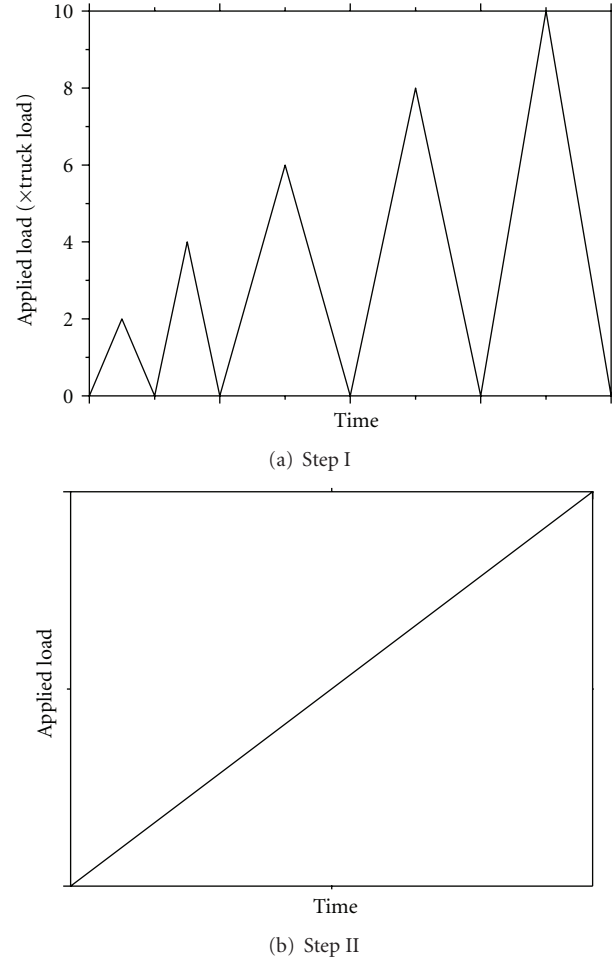 10
8
6
4
2
0
Applied load (×truck load)
Time
(a) Step I
Applied load
Time
(b) Step II